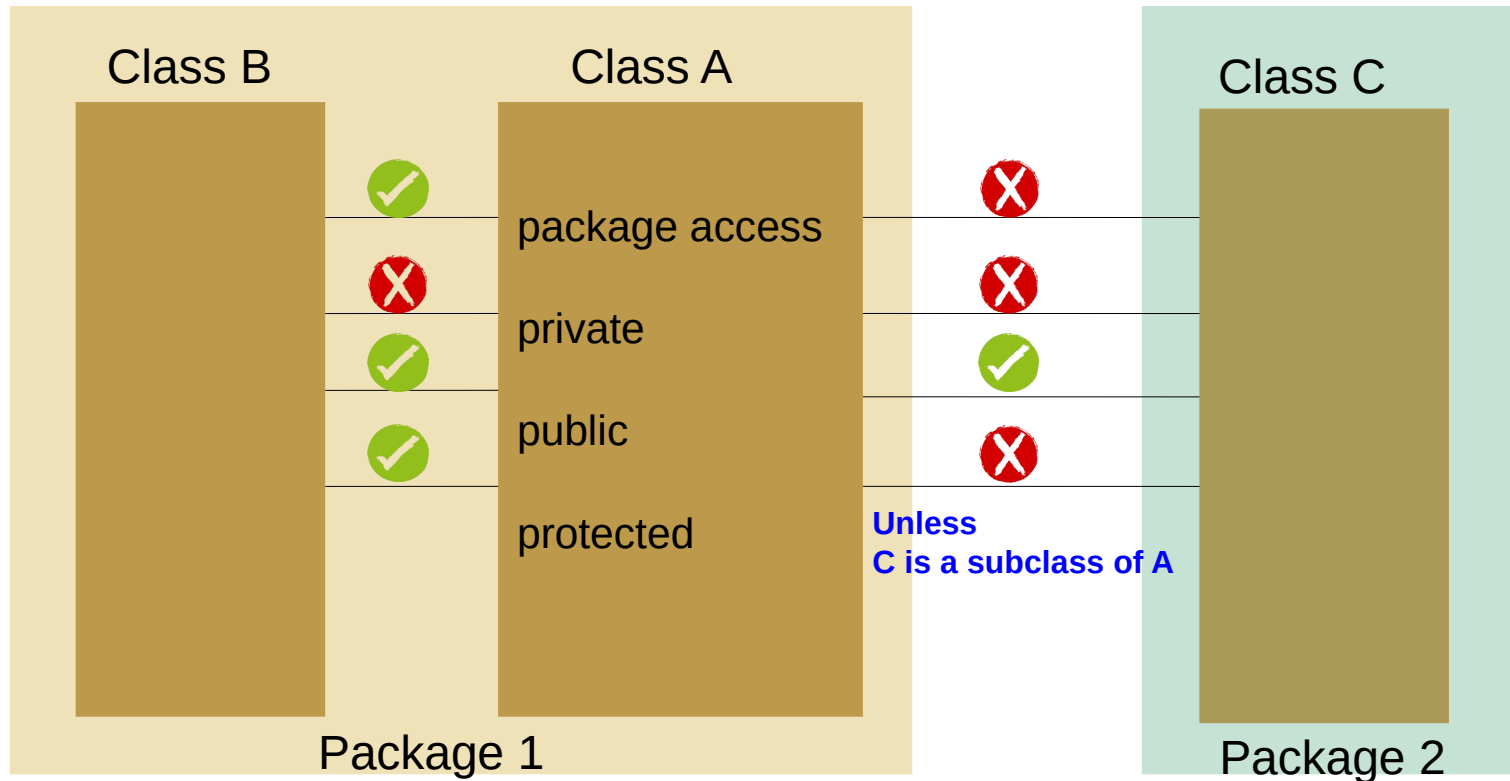 Class B
Class A
Class C
package access
private
public
protected
Unless
C is a subclass of A
Package 1
Package 2